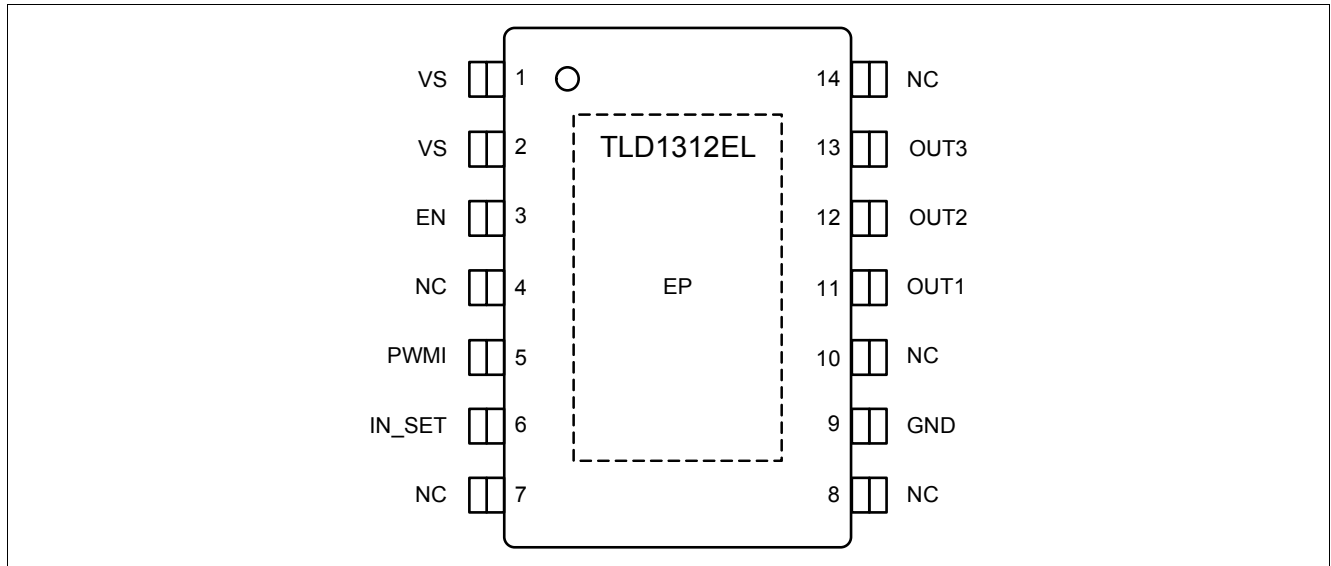 VS 1 14 NC
VS 2 TLD1312EL 13 OUT3
EN 3 12 OUT2
NC 4 EP 11 OUT1
PWMI 5 10 NC
IN_SET 6 9 GND
NC 7 8 NC